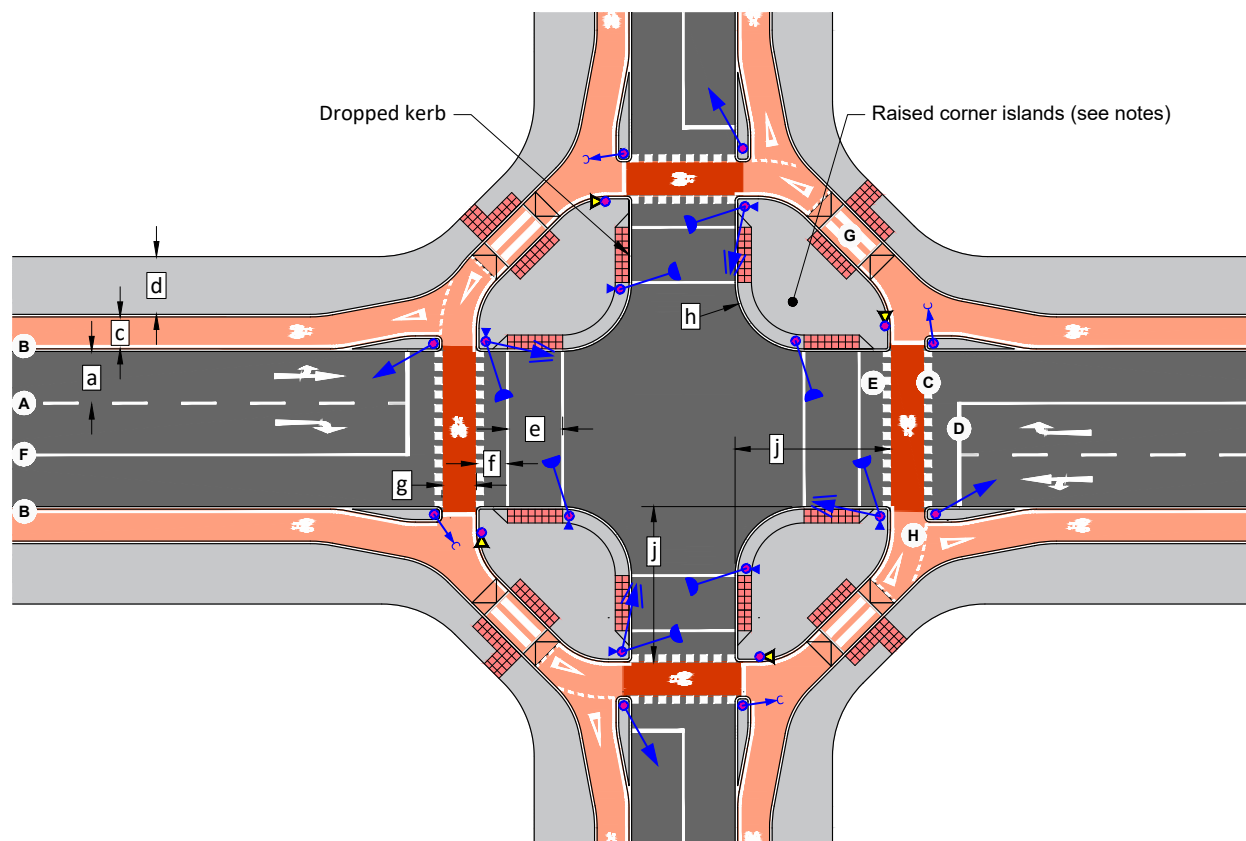 Dropped kerb
Raised corner islands (see notes)
G
d
c
h
B
a
E
C
A
e
D
j
F
f
g
B
H
j